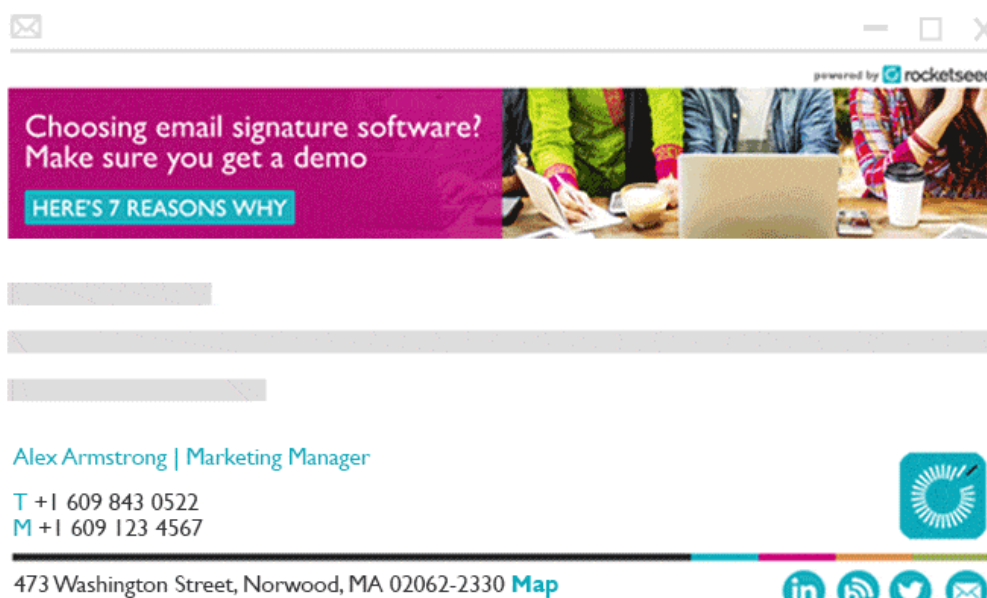 powered by rocketseed
Choosing email signature software?
Make sure you get a demo
HERE'S 7 REASONS WHY
Alex Armstrong | Marketing Manager
T +1 609 843 0522
M +1 609 123 4567
473 Washington Street, Norwood, MA 02062-2330 Map
in